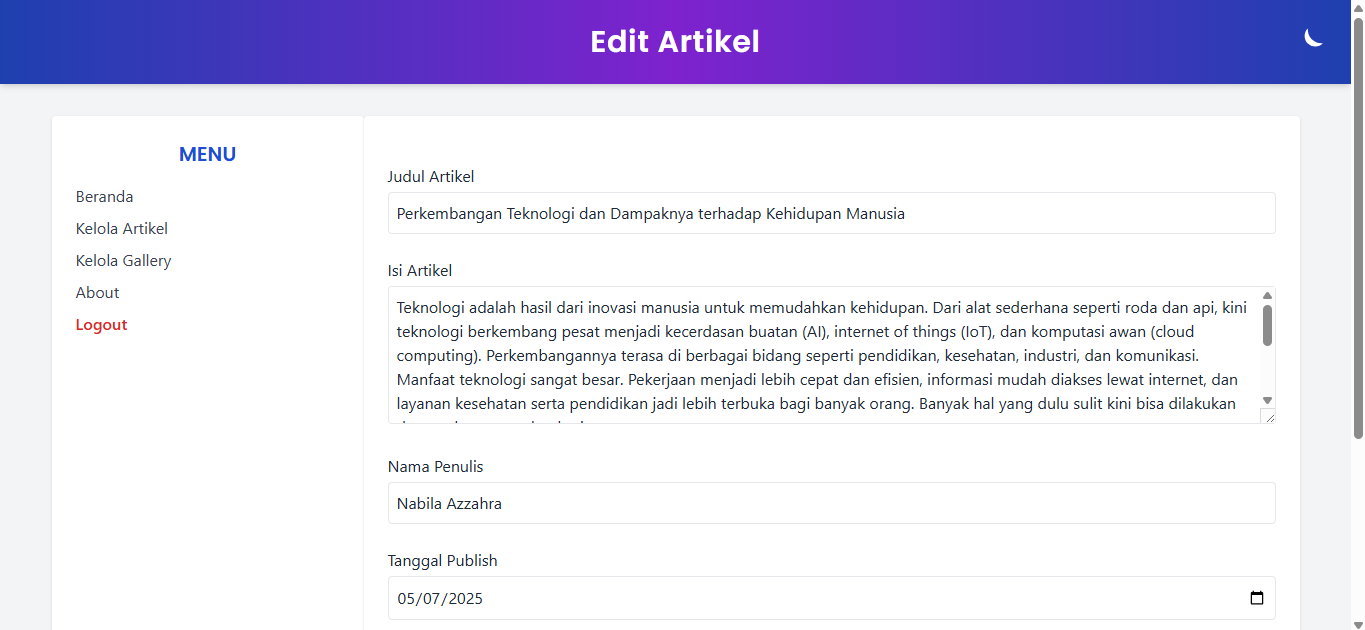 Edit Artikel
MENU
Beranda
Kelola Artikel
Kelola Gallery
About
Logout
Judul Artikel
Perkembangan Teknologi dan Dampaknya terhadap Kehidupan Manusia
Isi Artikel
Teknologi adalah hasil dari inovasi manusia untuk memudahkan kehidupan. Dari alat sederhana seperti roda dan api, kini
teknologi berkembang pesat menjadi kecerdasan buatan (AI), internet of things (IoT), dan komputasi awan (cloud
computing). Perkembangannya terasa di berbagai bidang seperti pendidikan, kesehatan, industri, dan komunikasi.
Manfaat teknologi sangat besar. Pekerjaan menjadi lebih cepat dan efisien, informasi mudah diakses lewat internet, dan
layanan kesehatan serta pendidikan jadi lebih terbuka bagi banyak orang. Banyak hal yang dulu sulit kini bisa dilakukan
Nama Penulis
Nabila Azzahra
Tanggal Publish
05/07/2025